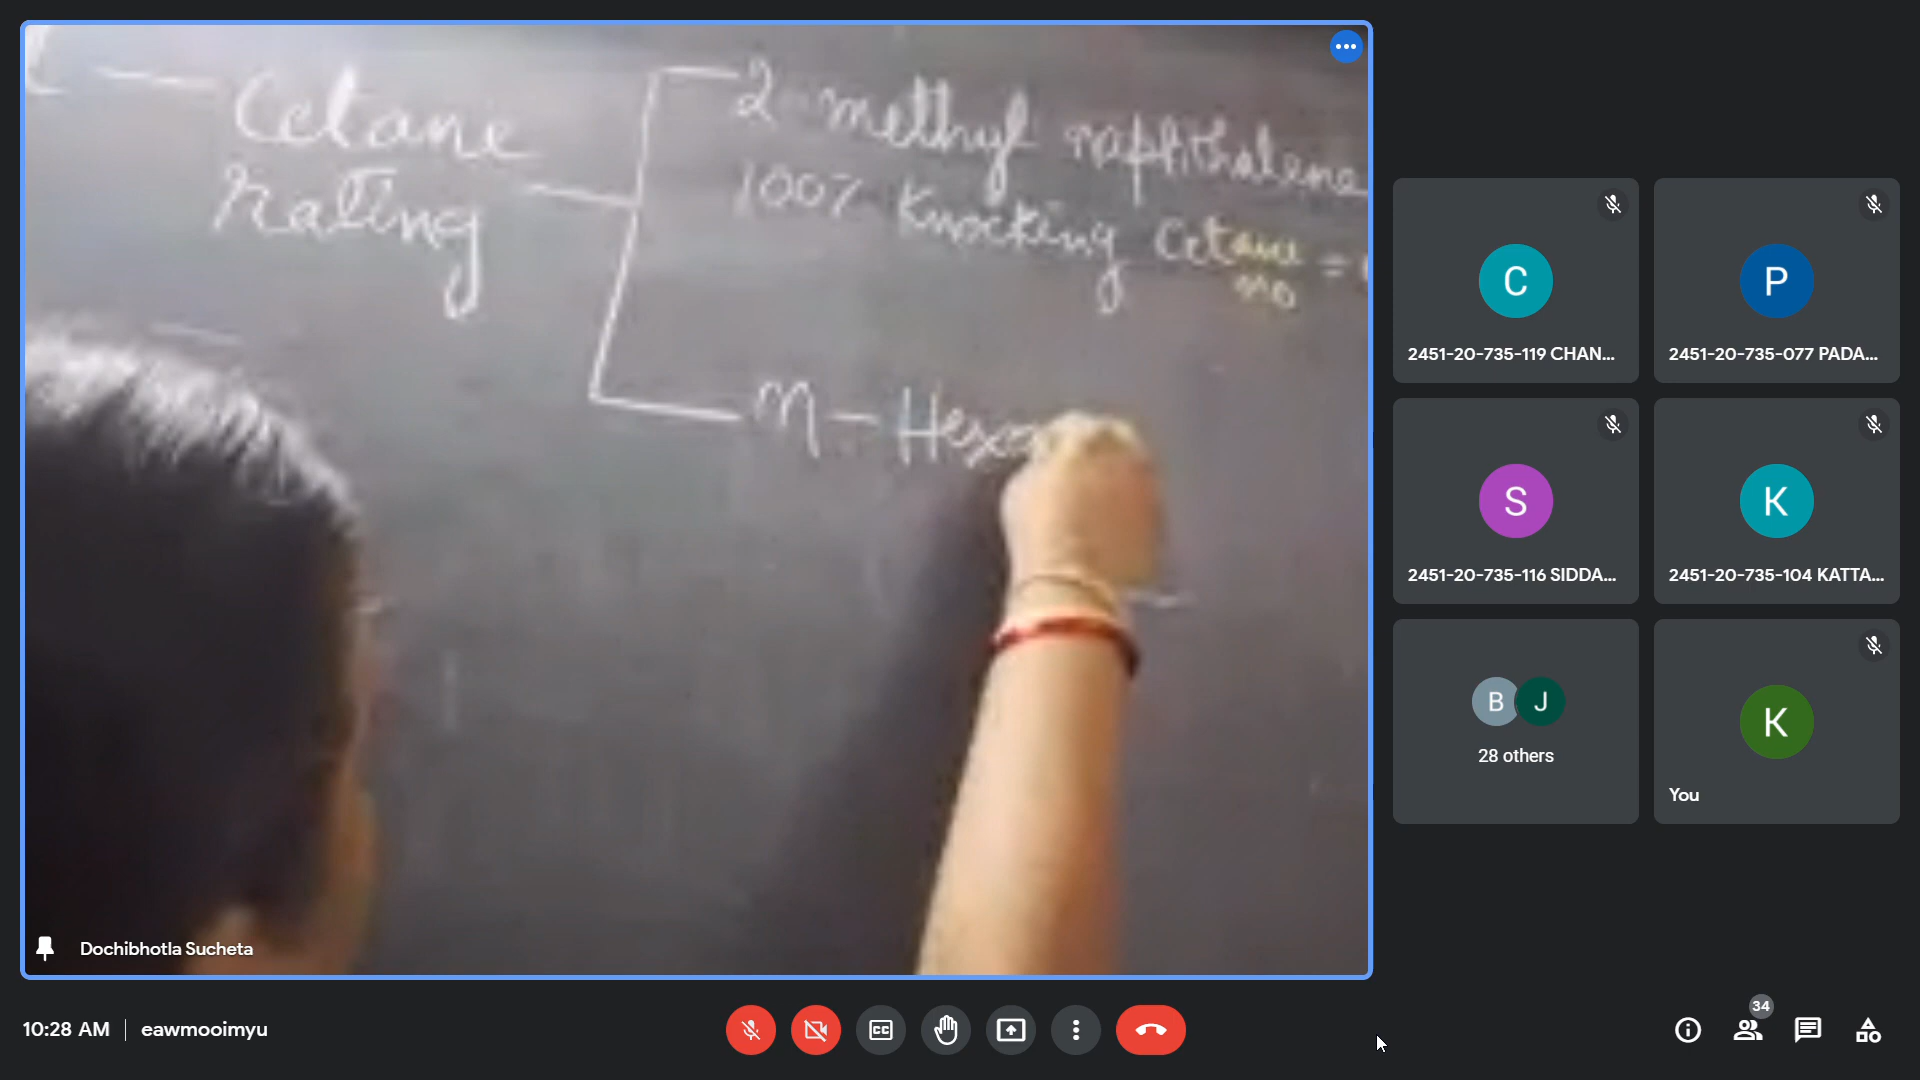 Cetane
rating
2 methyl naphthalene
100% Knocking Cetane =
no
n - Hexa
Dochibhotla Sucheta
C
2451-20-735-119 CHAN...
P
2451-20-735-077 PADA...
S
2451-20-735-116 SIDDA...
K
2451-20-735-104 KATTA...
B J
28 others
K
You
10:28 AM | eawmooimyu
CC
34